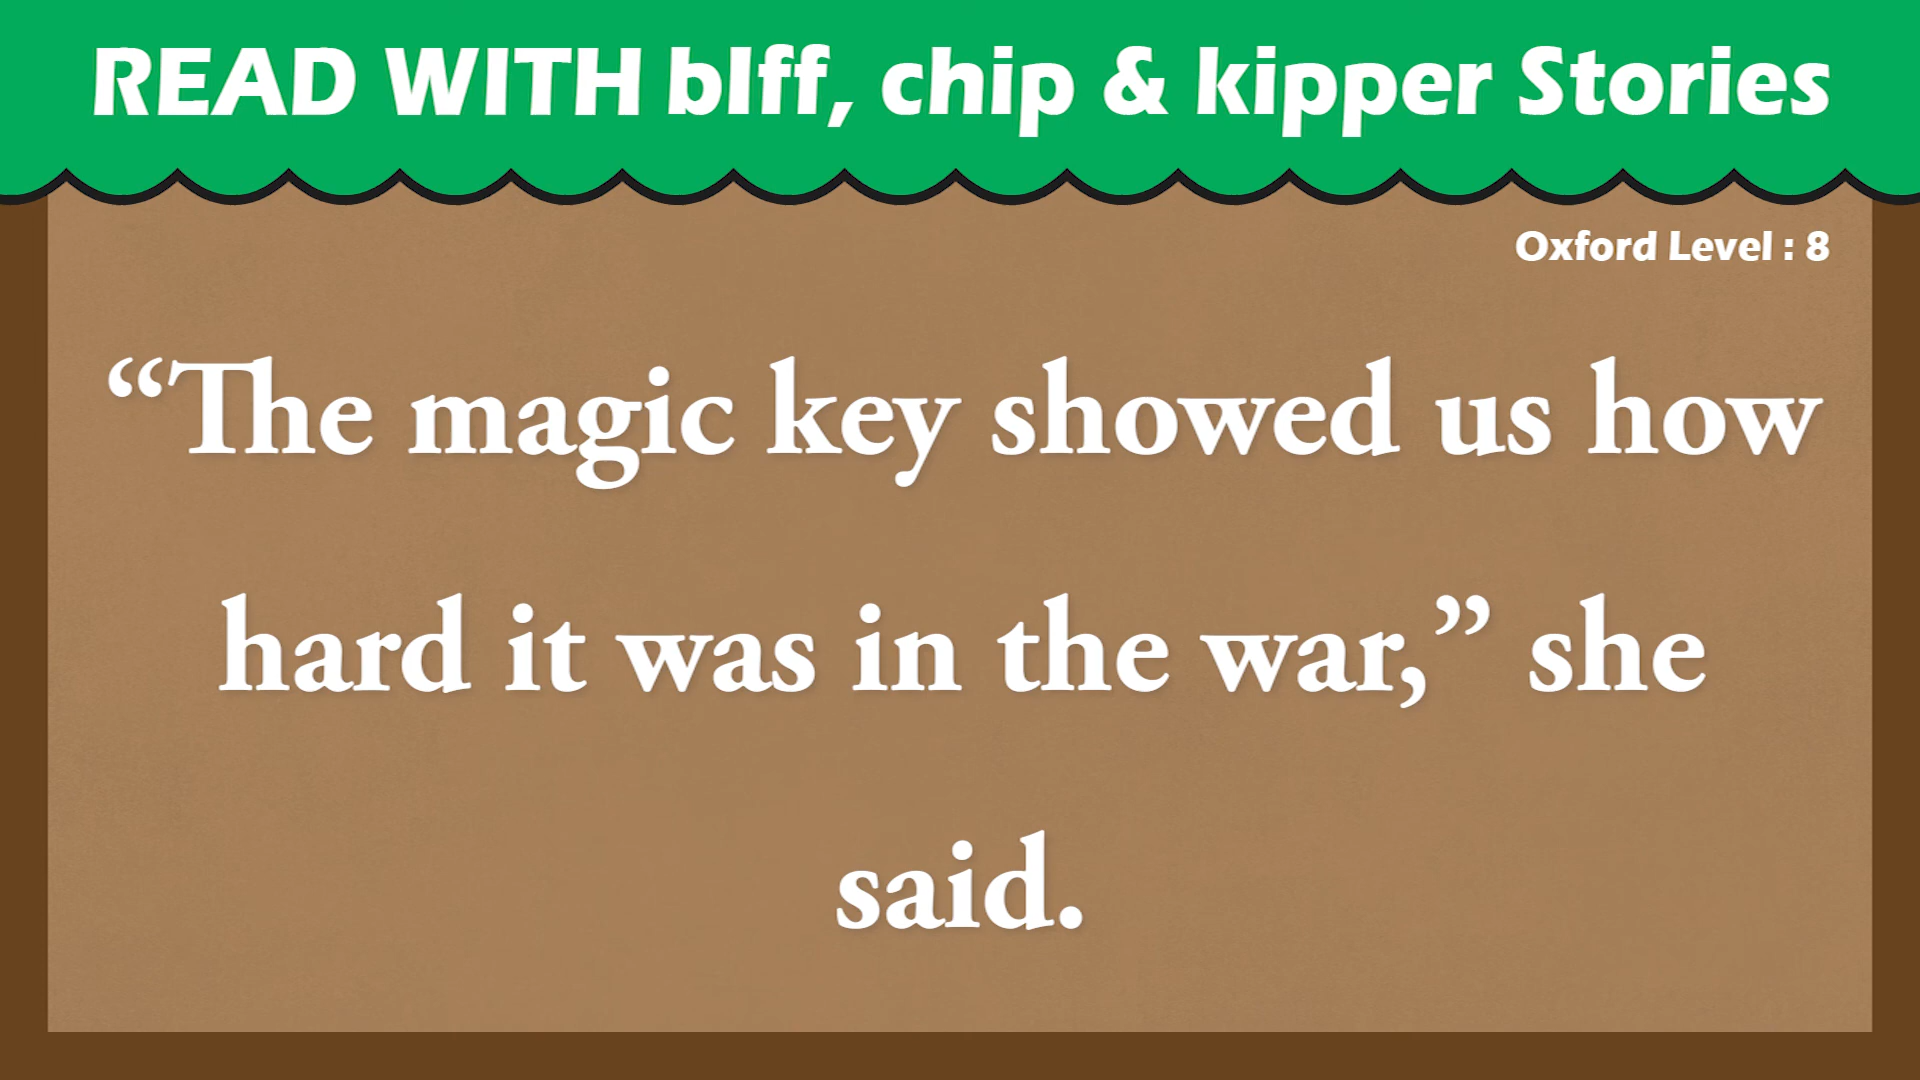 READ WITH bIff, chip & kipper Stories
Oxford Level : 8
“The magic key showed us how
hard it was in the war,” she
said.